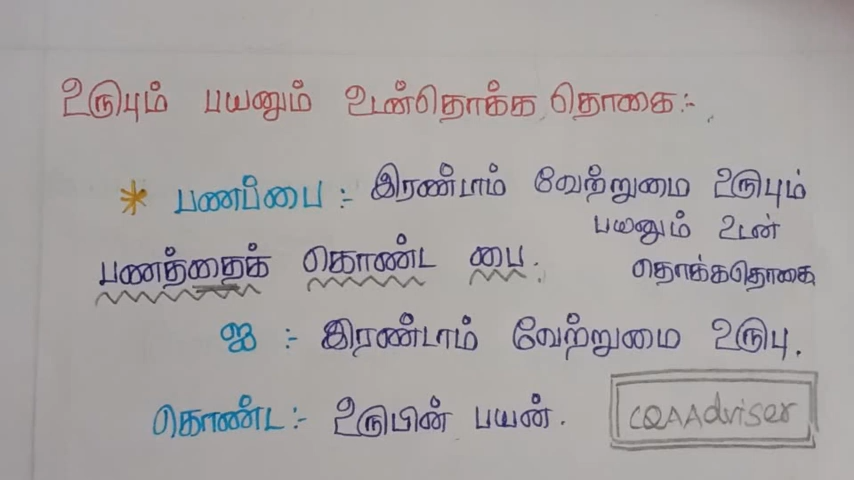 உருபும் பயனும் உடன்தொக்க தொகை:-
* பணப்பை:- இரண்டாம் வேற்றுமை உருபும்
பயனும் உடன்
தொக்கதொகை
பணத்தைக் கொண்ட பை.
ஐ :- இரண்டாம் வேற்றுமை உருபு.
கொண்ட:- உருபின் பயன்.
CQAAdviser